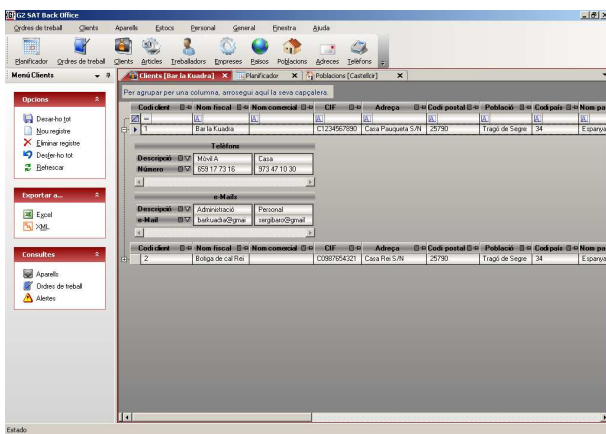 G2 SAT Back Office
Ordres de treball Clients Aparells Estocs Personal General Finestra Ajuda
Planificador Ordres de treball Clients Articles Treballadors Empreses Països Poblacions Adreces Telèfons
Menú Clients
Clients [Bar la Kuadra] Planificador Poblacions [Castellcir]
Per agrupar per una columna, arrossegui aquí la seva capçalera.
Opcions
Desar-ho tot
Nou registre
Eliminar registre
Desfer-ho tot
Refrescar
Exportar a...
Excel
XML
Consultes
Aparells
Ordres de treball
Alertes
Codi client Nom fiscal Nom comercial CIF Adreça Codi postal Població Codi país Nom pa
1 Bar la Kuadra C1234567890 Casa Pauqueta S/N 25790 Tragó de Segre 34 Espanya
Telèfons
Descripció Mòvil A Casa
Número 659 17 73 16 973 47 10 30
e-Mails
Descripció Administració Personal
e-Mail barkuadra@gmai sergibaro@gmail
Codi client Nom fiscal Nom comercial CIF Adreça Codi postal Població Codi país Nom pa
2 Boliga de cal Rei C0987654321 Casa Rei S/N 25790 Tragó de Segre 34 Espanya
Estado